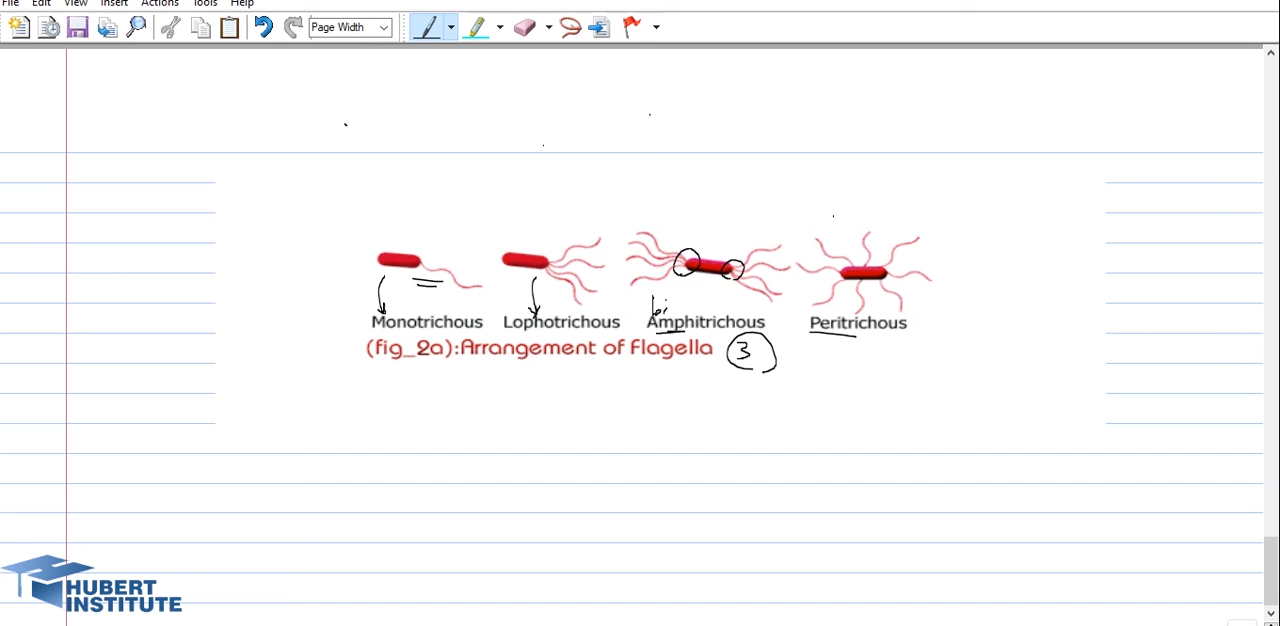 File Edit View Insert Actions Tools Help
Page Width
bi
Monotrichous Lophotrichous Amphitrichous Peritrichous
(fig_2a):Arrangement of Flagella 3
HUBERT
INSTITUTE